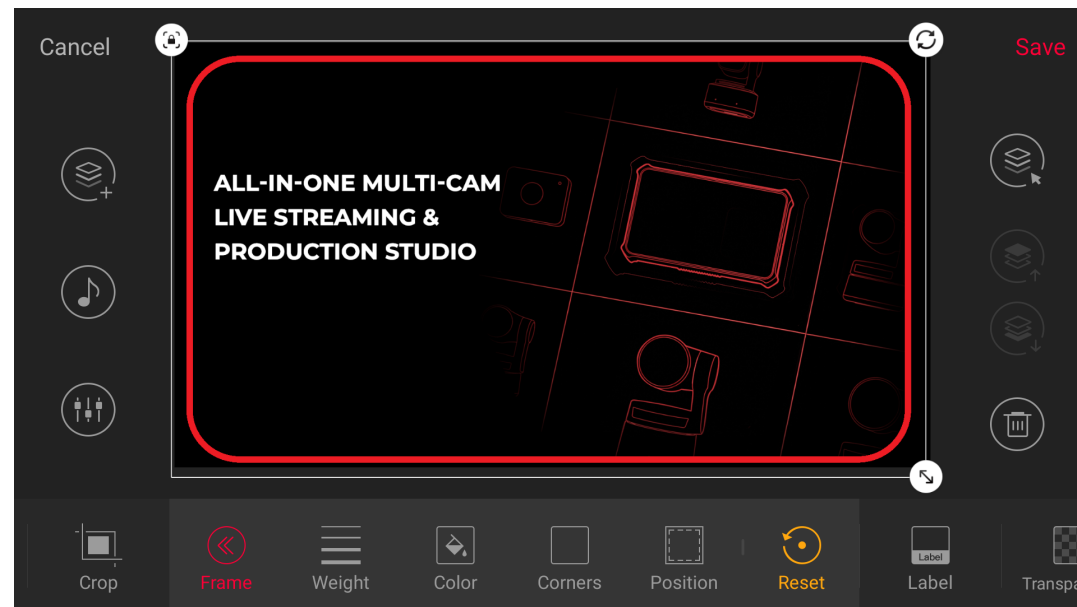 Cancel
Save
ALL-IN-ONE MULTI-CAM
LIVE STREAMING &
PRODUCTION STUDIO
Label
Crop
Frame
Weight
Color
Corners
Position
Reset
Label
Transpa